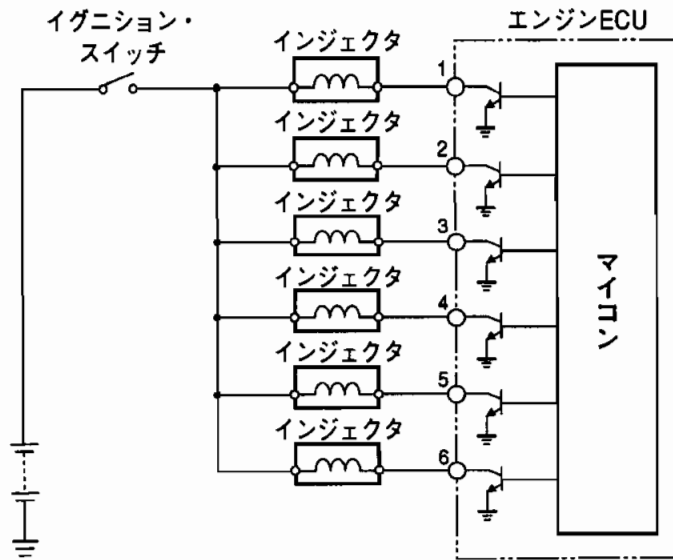 イグニション・
スイッチ
エンジンECU
インジェクタ
1
インジェクタ
2
インジェクタ
3
インジェクタ
4
インジェクタ
5
インジェクタ
6
マイコン